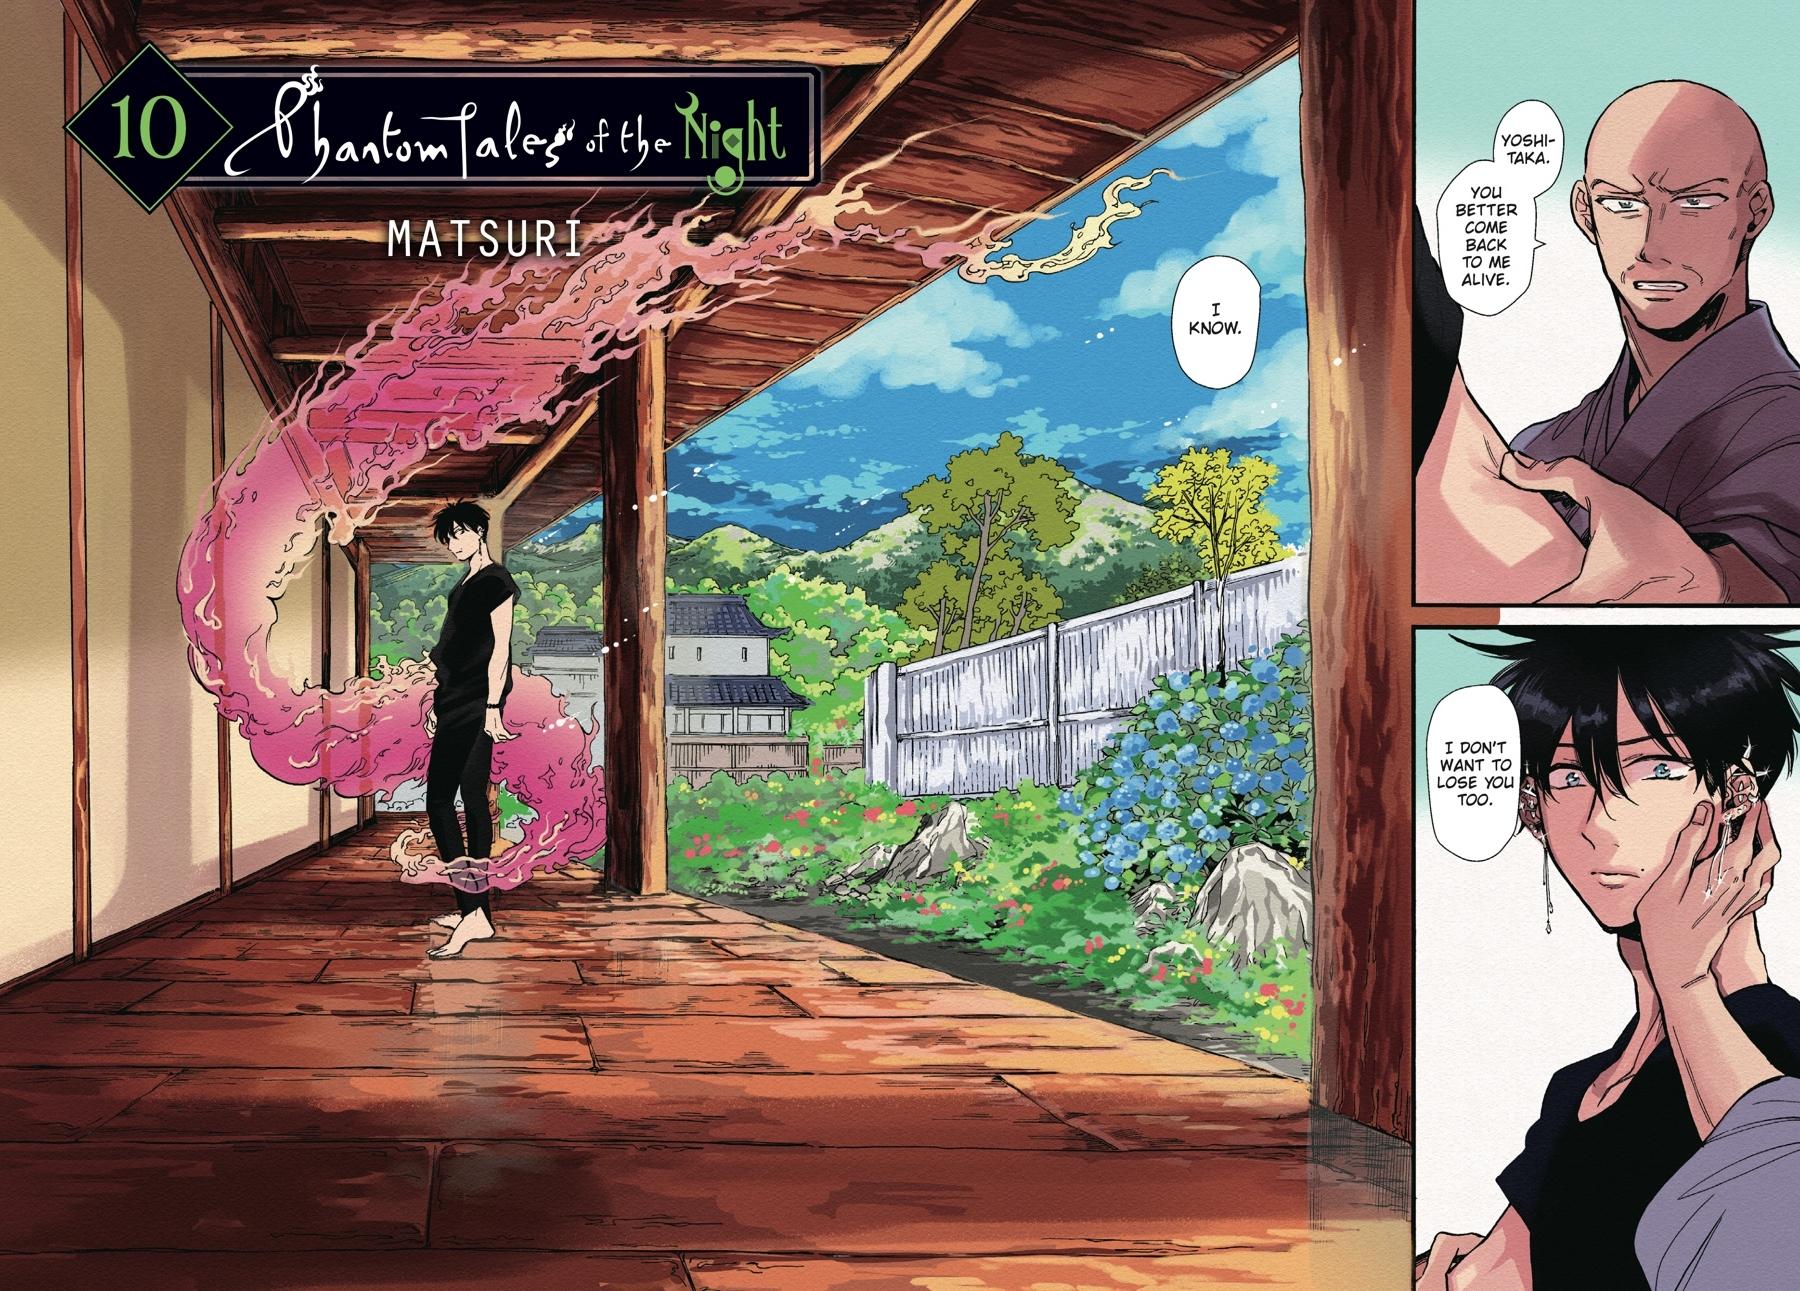 YOSHI-
TAKA.
YOU
BETTER
COME
BACK
TO ME
ALIVE.
I DON'T
WANT TO
LOSE YOU
TOO.
I
KNOW.
10
Phantom Tales of the Night
MATSURI